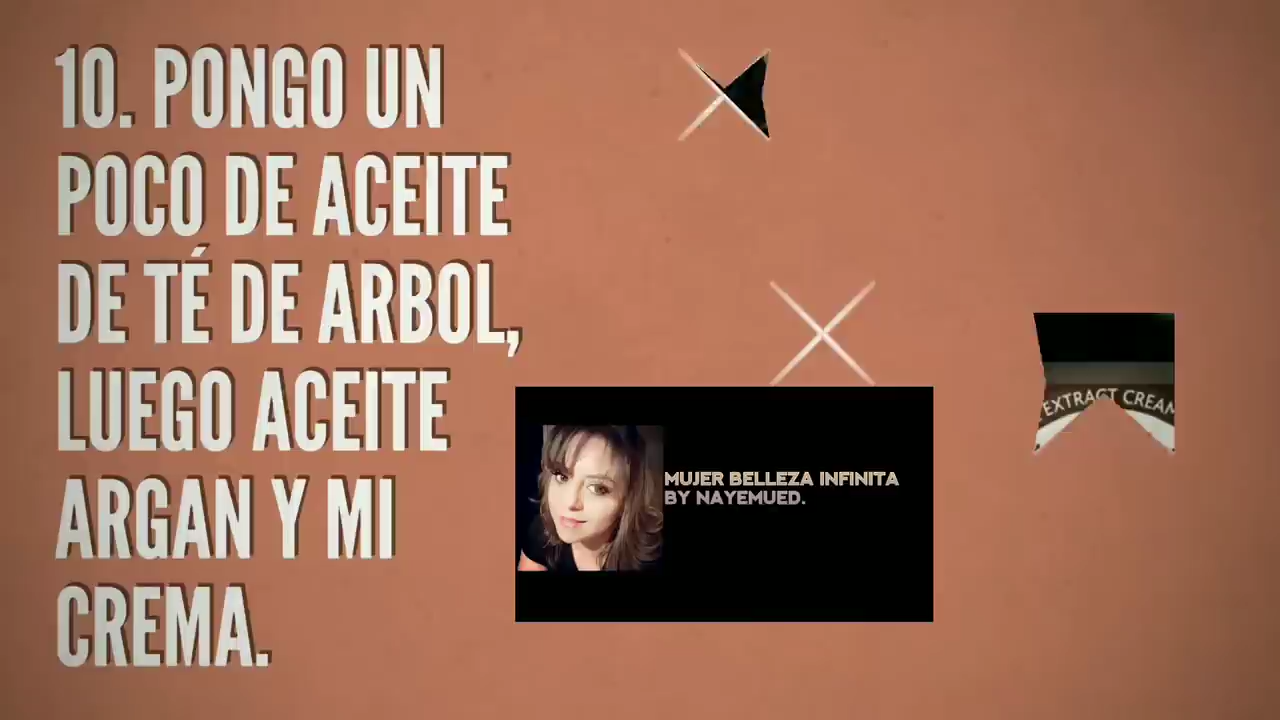 10. PONGO UN
POCO DE ACEITE
DE TÉ DE ARBOL,
LUEGO ACEITE
ARGAN Y MI
CREMA.
EXTRACT CREAM
MUJER BELLEZA INFINITA
BY NAYEMUED.